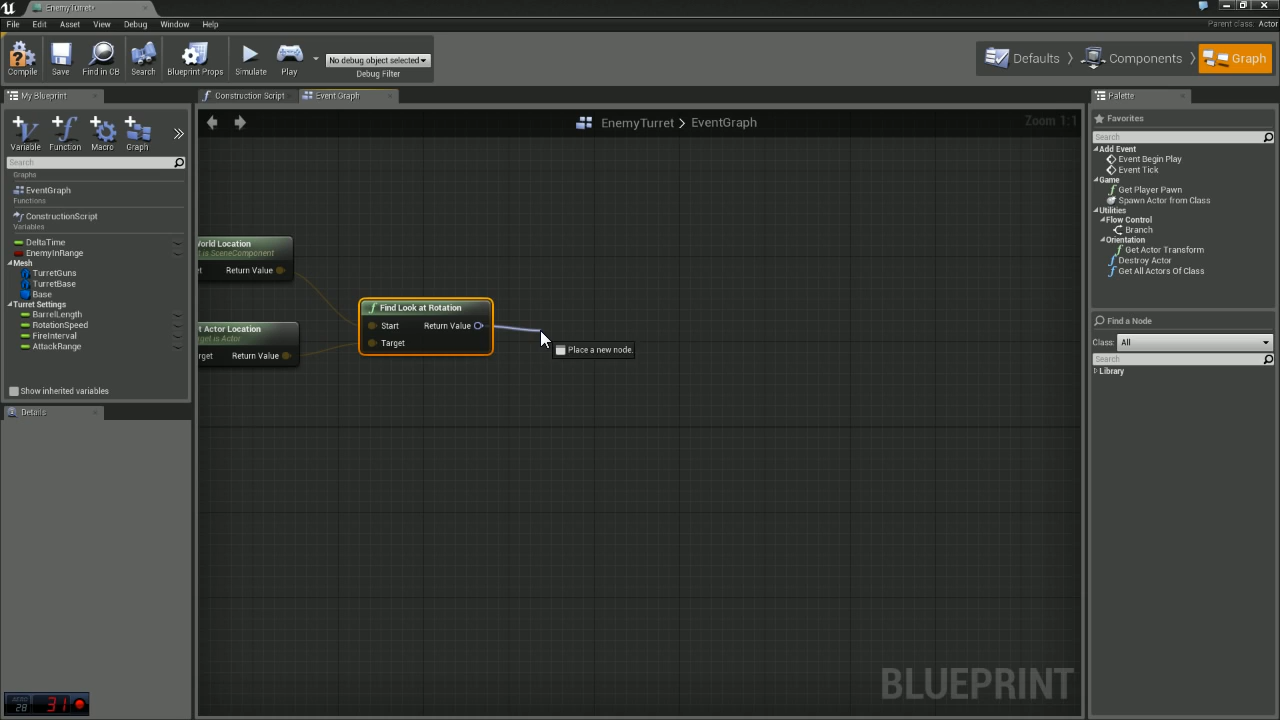 EnemyTurret*
File Edit Asset View Debug Window Help
Parent class: Actor
Compile Save Find in CB Search Blueprint Props Simulate Play
No debug object selected
Debug Filter
Defaults Components Graph
My Blueprint
Construction Script Event Graph
Palette
Variable Function Macro Graph
EnemyTurret > EventGraph
Zoom 1:1
Favorites
Search
Search
Graphs
EventGraph
Functions
ConstructionScript
Variables
DeltaTime
EnemyInRange
Mesh
TurretGuns
TurretBase
Base
Turret Settings
BarrelLength
RotationSpeed
FireInterval
AttackRange
Show inherited variables
Details
World Location
t is SceneComponent
et Return Value
t Actor Location
rget is Actor
rget Return Value
Find Look at Rotation
Start Return Value
Target
Place a new node.
Add Event
Event Begin Play
Event Tick
Game
Get Player Pawn
Spawn Actor from Class
Utilities
Flow Control
Branch
Orientation
Get Actor Transform
Destroy Actor
Get All Actors Of Class
Find a Node
Class: All
Search
Library
BLUEPRINT
28 31